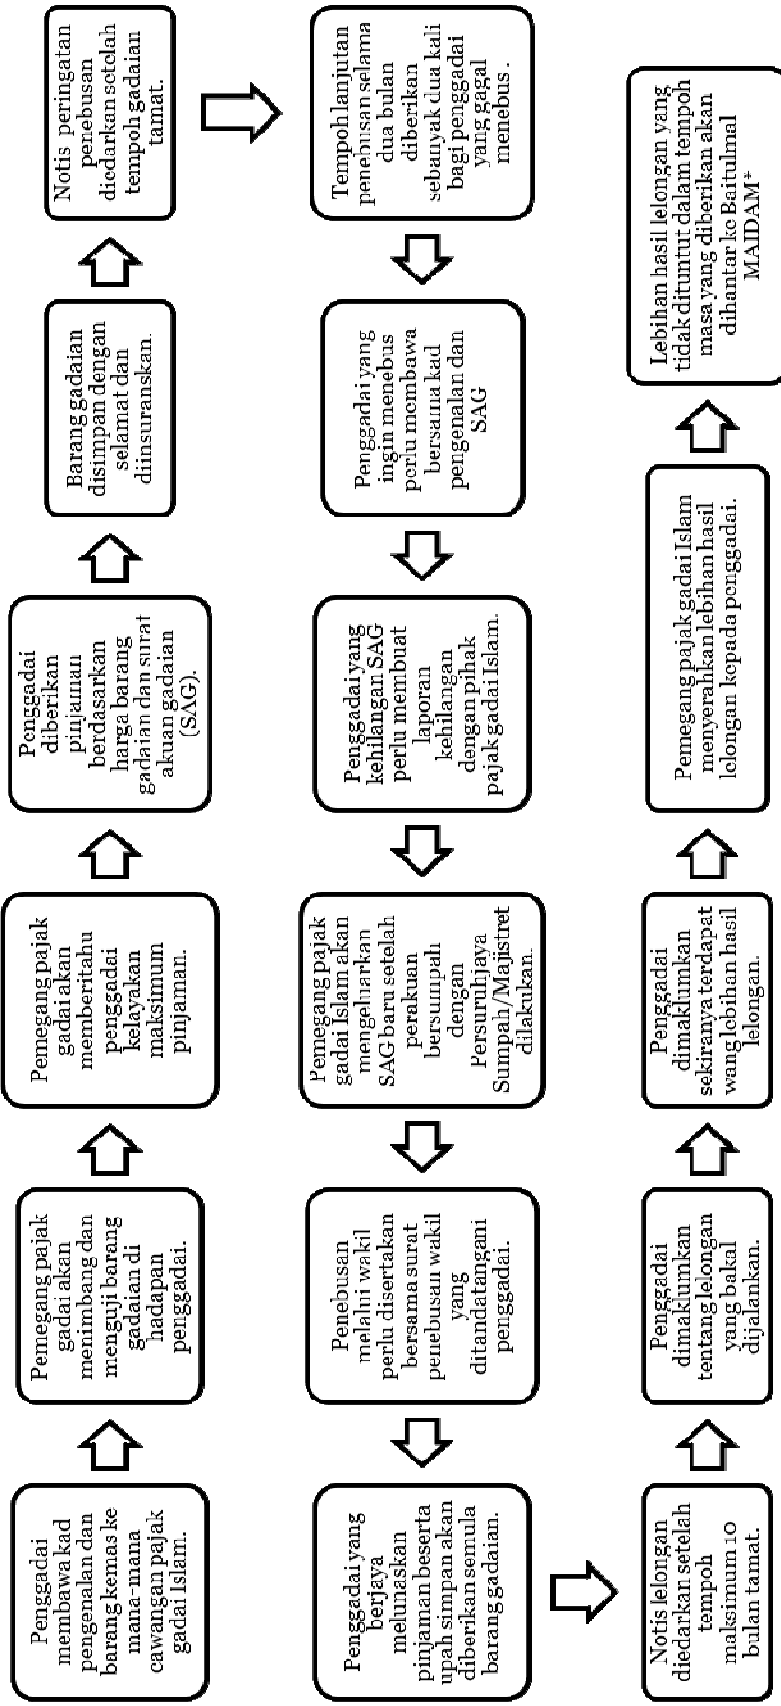 Penggadai
membawa kad
pengenalan dan
barang kemas ke
mana-mana
cawangan pajak
gadai Islam.
Pemegang pajak
gadai akan
menimbang dan
menguji barang
gadaian di
hadapan
penggadai.
Pemegang pajak
gadai akan
memberitahu
penggadai
kelayakan
maksimum
pinjaman.
Penggadai
diberikan
pinjaman
berdasarkan
harga barang
gadaian dan surat
akuan gadaian
(SAG).
Barang gadaian
disimpan dengan
selamat dan
diinsuranskan.
Notis peringatan
penebusan
diedarkan setelah
tempoh gadaian
tamat.
Tempoh lanjutan
penebusan selama
dua bulan
diberikan
sebanyak dua kali
bagi penggadai
yang gagal
menebus .
Penggadai yang
ingin menebus
perlu membawa
bersama kad
pengenalan dan
SAG
Penggadai yang
kehilangan SAG
perlu membuat
laporan
kehilangan
dengan pihak
pajak gadai Islam.
Pemegang pajak
gadai Islam akan
mengeluarkan
SAG baru setelah
perakuan
bersumpah
dengan
Persuruhjaya
Sumpah/Majistret
dilakukan.
Penebusan
melalui wakil
perlu disertakan
bersama surat
penebusan wakil
yang
ditandatangani
penggadai.
Penggadai yang
berjaya
melunaskan
pinjaman beserta
upah simpan akan
diberikan semula
barang gadaian.
Notis lelongan
diedarkan setelah
tempoh
maksimum 10
bulan tamat.
Penggadai
dimaklumkan
tentang lelongan
yang bakal
dijalankan.
Penggadai
dimaklumkan
sekiranya terdapat
wang lebihan hasil
lelongan.
Pemegang pajak gadai Islam
menyerahkan lebihan hasil
lelongan kepada penggadai.
Lebihan hasil lelongan yang
tidak dituntut dalam tempoh
masa yang diberikan akan
dihantar ke Baitulmal
MAIDAM*